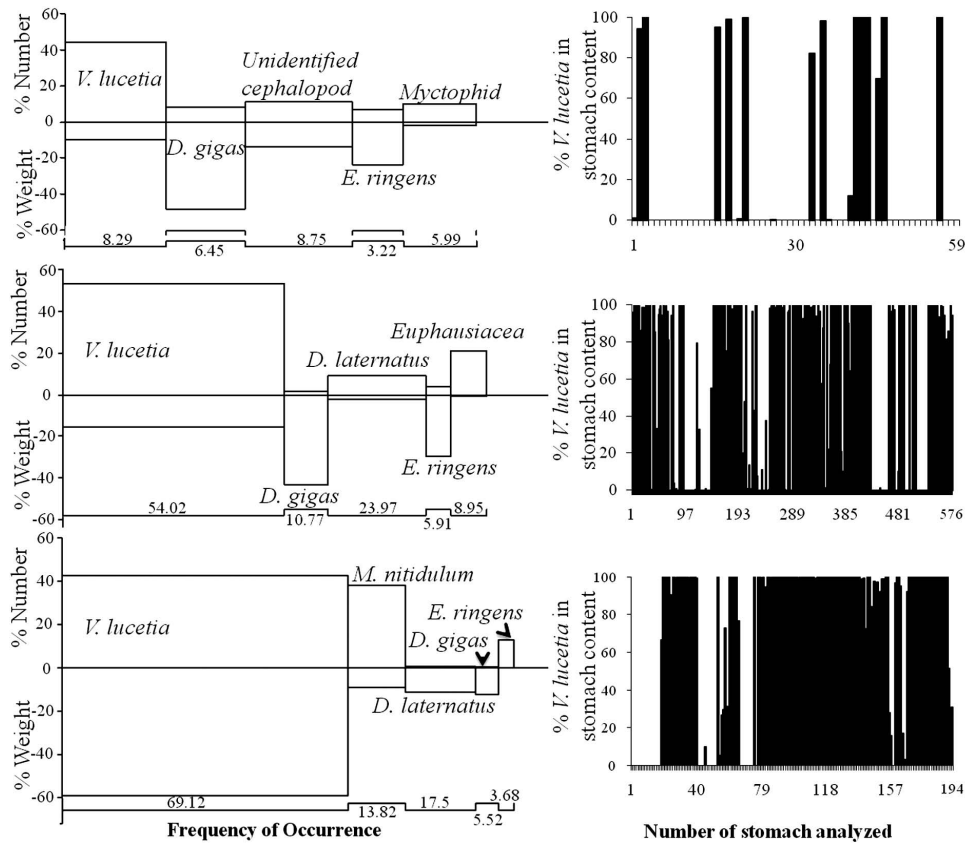 60
40
20
0
-20
-40
-60
% Number
% Weight
V. lucetia
D. gigas
Unidentified
cephalopod
E. ringens
Myctophid
8.29
6.45
8.75
3.22
5.99
100
80
60
40
20
0
% V. lucetia in
stomach content
1
30
59
60
40
20
0
-20
-40
-60
% Number
% Weight
V. lucetia
D. gigas
D. laternatus
E. ringens
Euphausiacea
54.02
10.77
23.97
5.91
8.95
100
80
60
40
20
0
% V. lucetia in
stomach content
1
97
193
289
385
481
576
60
40
20
0
-20
-40
-60
% Number
% Weight
V. lucetia
M. nitidulum
D. laternatus
D. gigas
E. ringens
69.12
13.82
17.5
5.52
3.68
Frequency of Occurrence
100
80
60
40
20
0
% V. lucetia in
stomach content
1
40
79
118
157
194
Number of stomach analyzed